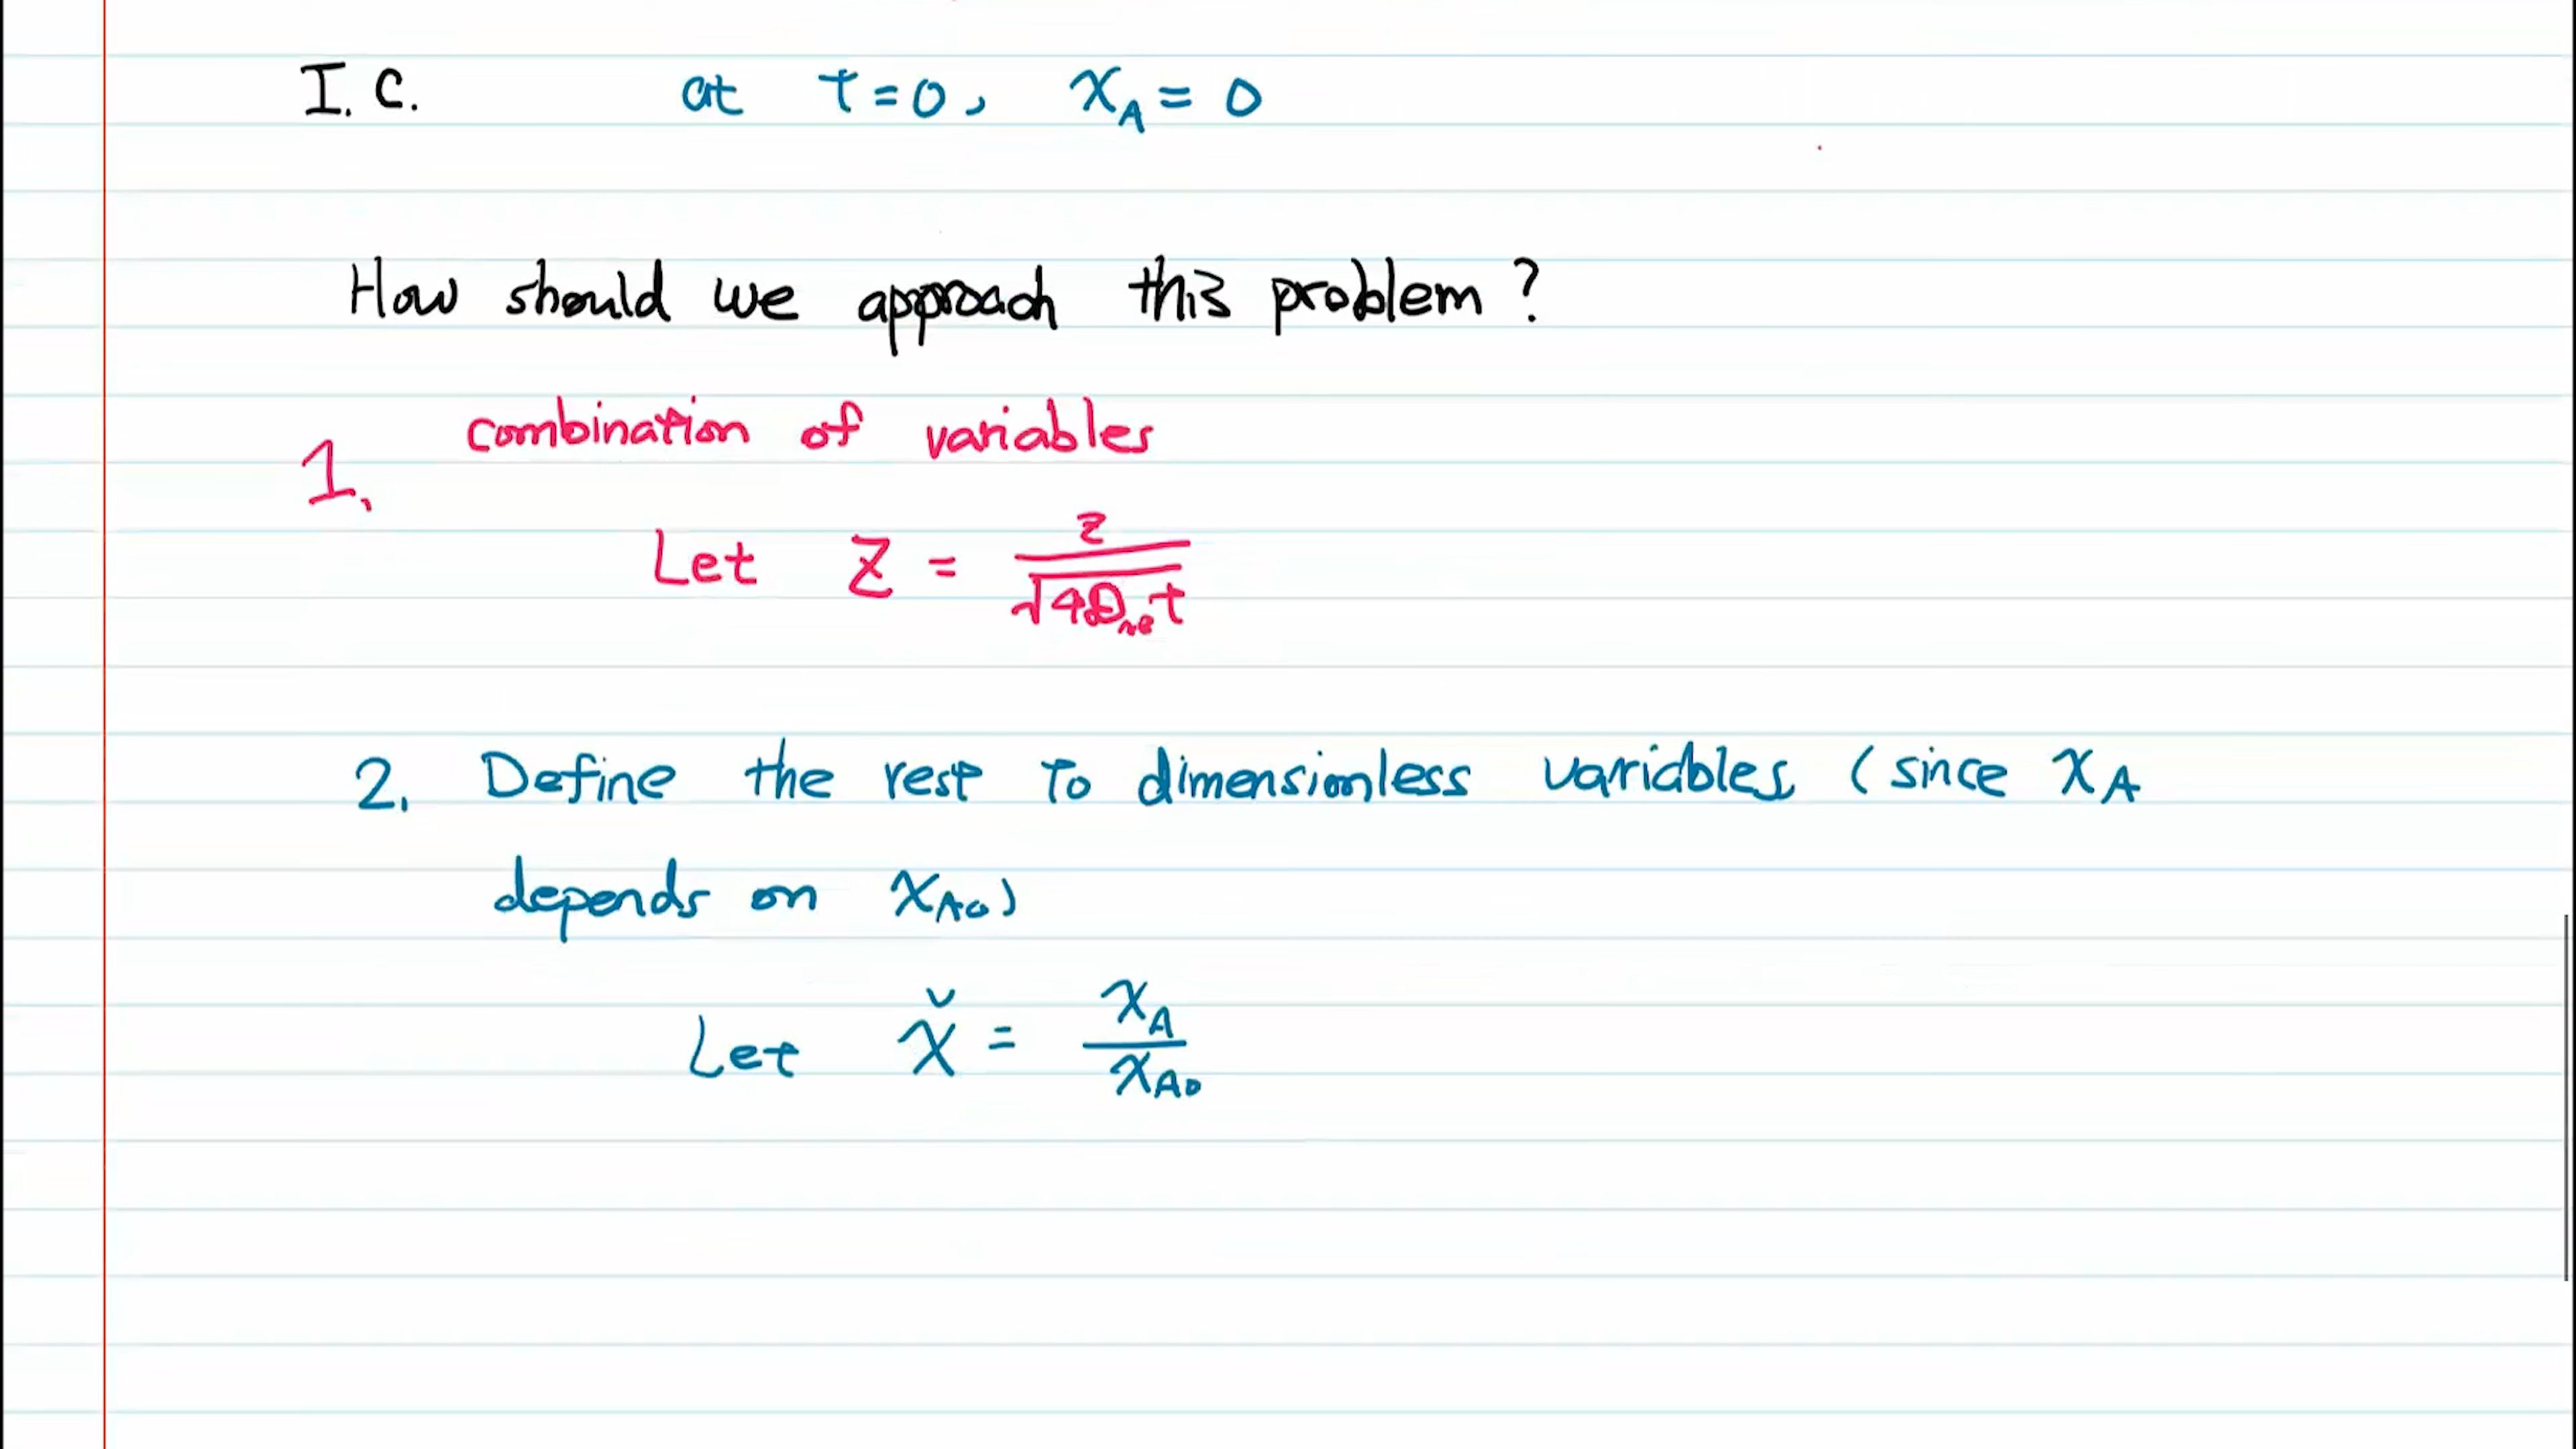 I.C. at t=0, x_A = 0
How should we approach this problem?
combination of variables
1.
Let Z = z / √4𝒟_AB t
2. Define the rest to dimensionless variables (since x_A
depends on x_A0)
Let x̌ = x_A / x_A0